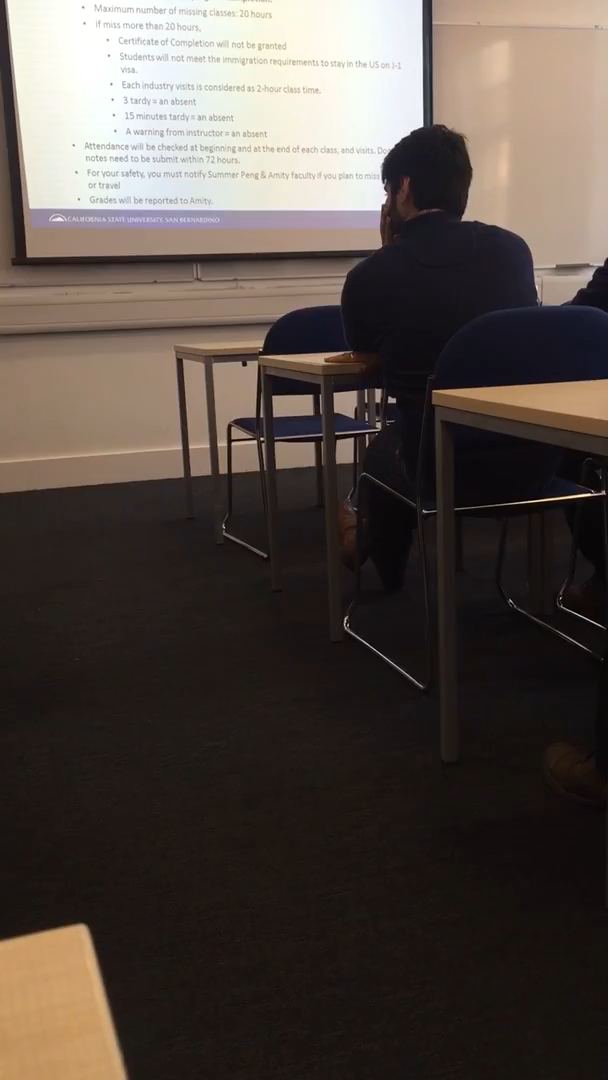 Maximum number of missing classes: 20 hours
If miss more than 20 hours,
Certificate of Completion will not be granted
Students will not meet the immigration requirements to stay in the US on J-1
visa.
Each industry visits is considered as 2-hour class time.
3 tardy = an absent
15 minutes tardy = an absent
A warning from instructor = an absent
Attendance will be checked at beginning and at the end of each class, and visits.
notes need to be submit within 72 hours.
For your safety, you must notify Summer Peng & Amity faculty if you plan to miss
or travel
Grades will be reported to Amity.
CALIFORNIA STATE UNIVERSITY, SAN BERNARDINO